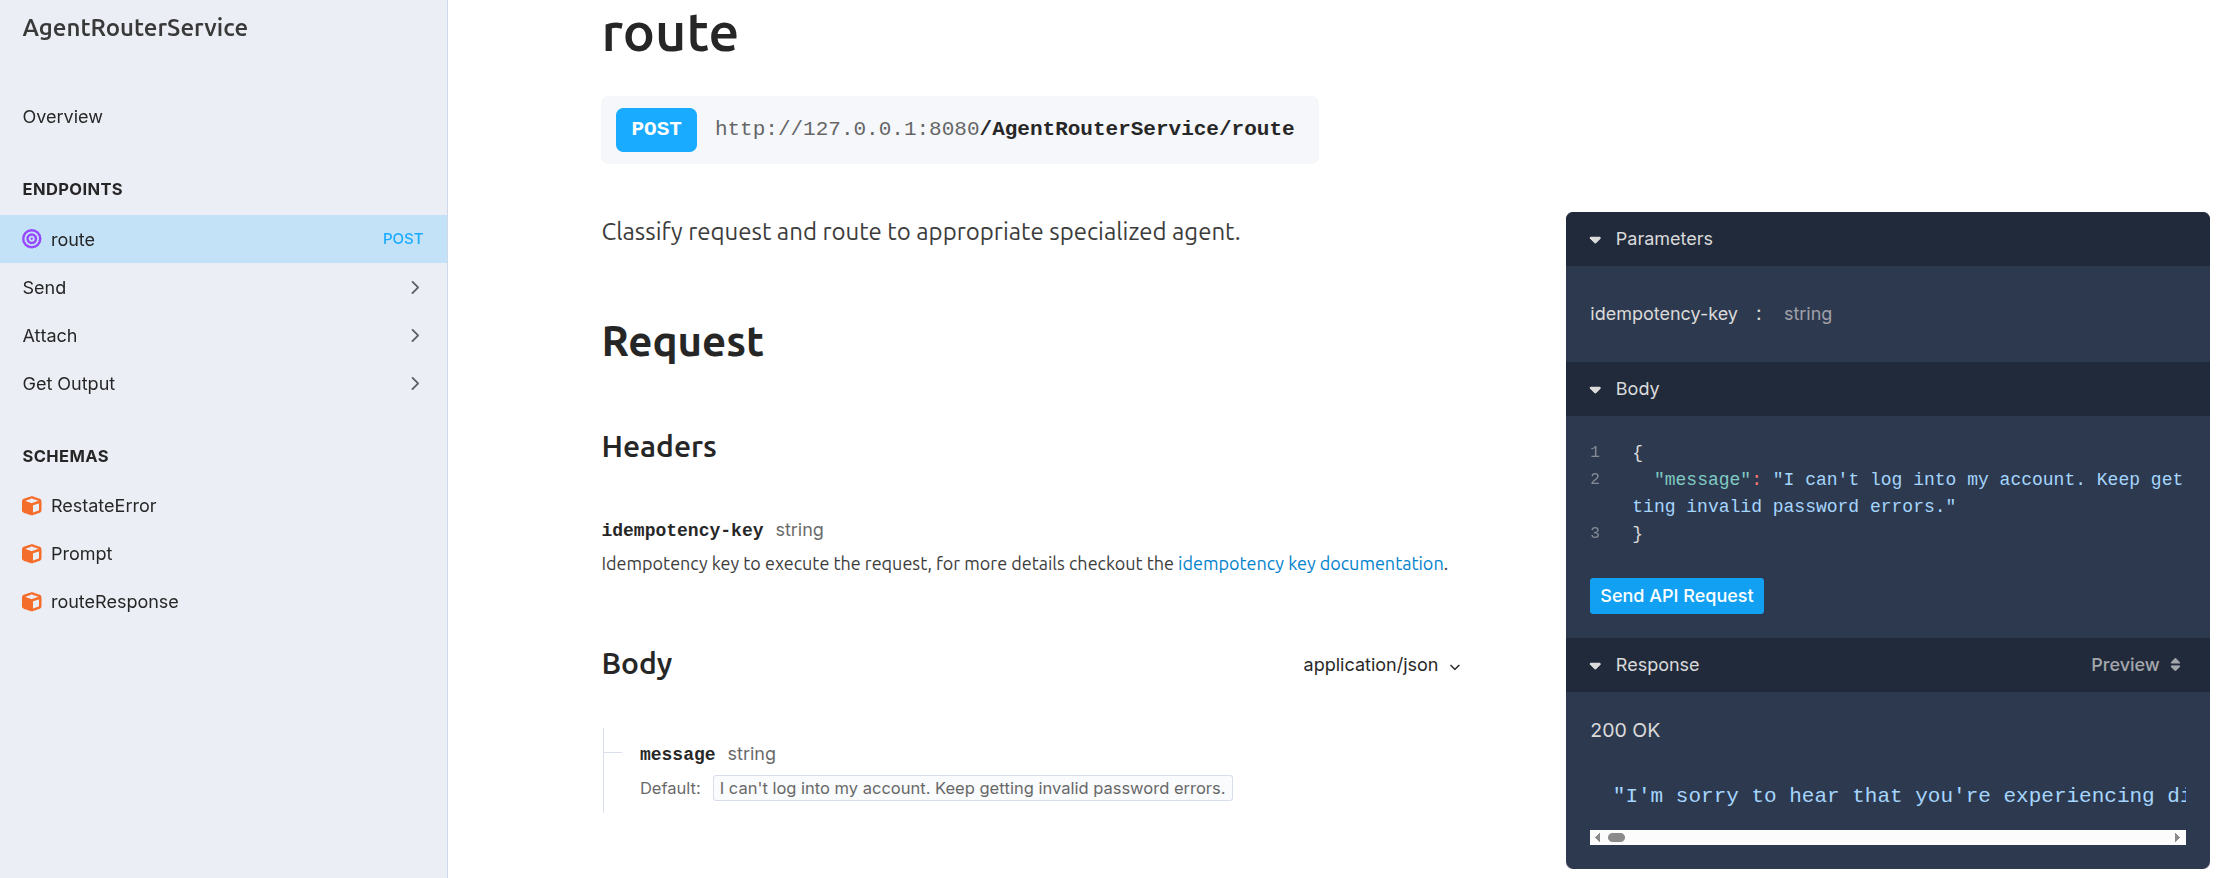 AgentRouterService
Overview
ENDPOINTS
route POST
Send
Attach
Get Output
SCHEMAS
RestateError
Prompt
routeResponse
route
POST http://127.0.0.1:8080/AgentRouterService/route
Classify request and route to appropriate specialized agent.
Request
Headers
idempotency-key string
Idempotency key to execute the request, for more details checkout the idempotency key documentation.
Body application/json
message string
Default: I can't log into my account. Keep getting invalid password errors.
Parameters
idempotency-key : string
Body
1 {
2 "message": "I can't log into my account. Keep get
ting invalid password errors."
3 }
Send API Request
Response Preview
200 OK
"I'm sorry to hear that you're experiencing di